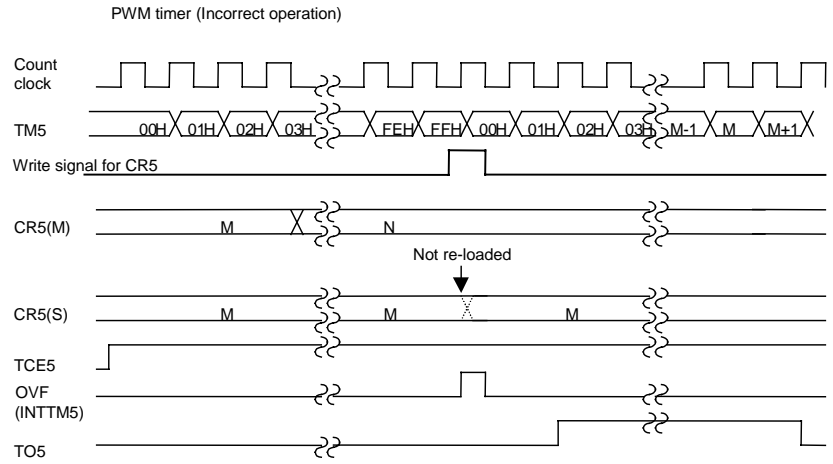 PWM timer (Incorrect operation)
Count
clock
TM5
00H 01H 02H 03H FEH FFH 00H 01H 02H 03H M-1 M M+1
Write signal for CR5
CR5(M)
M N
Not re-loaded
CR5(S)
M M M
TCE5
OVF
(INTTM5)
TO5